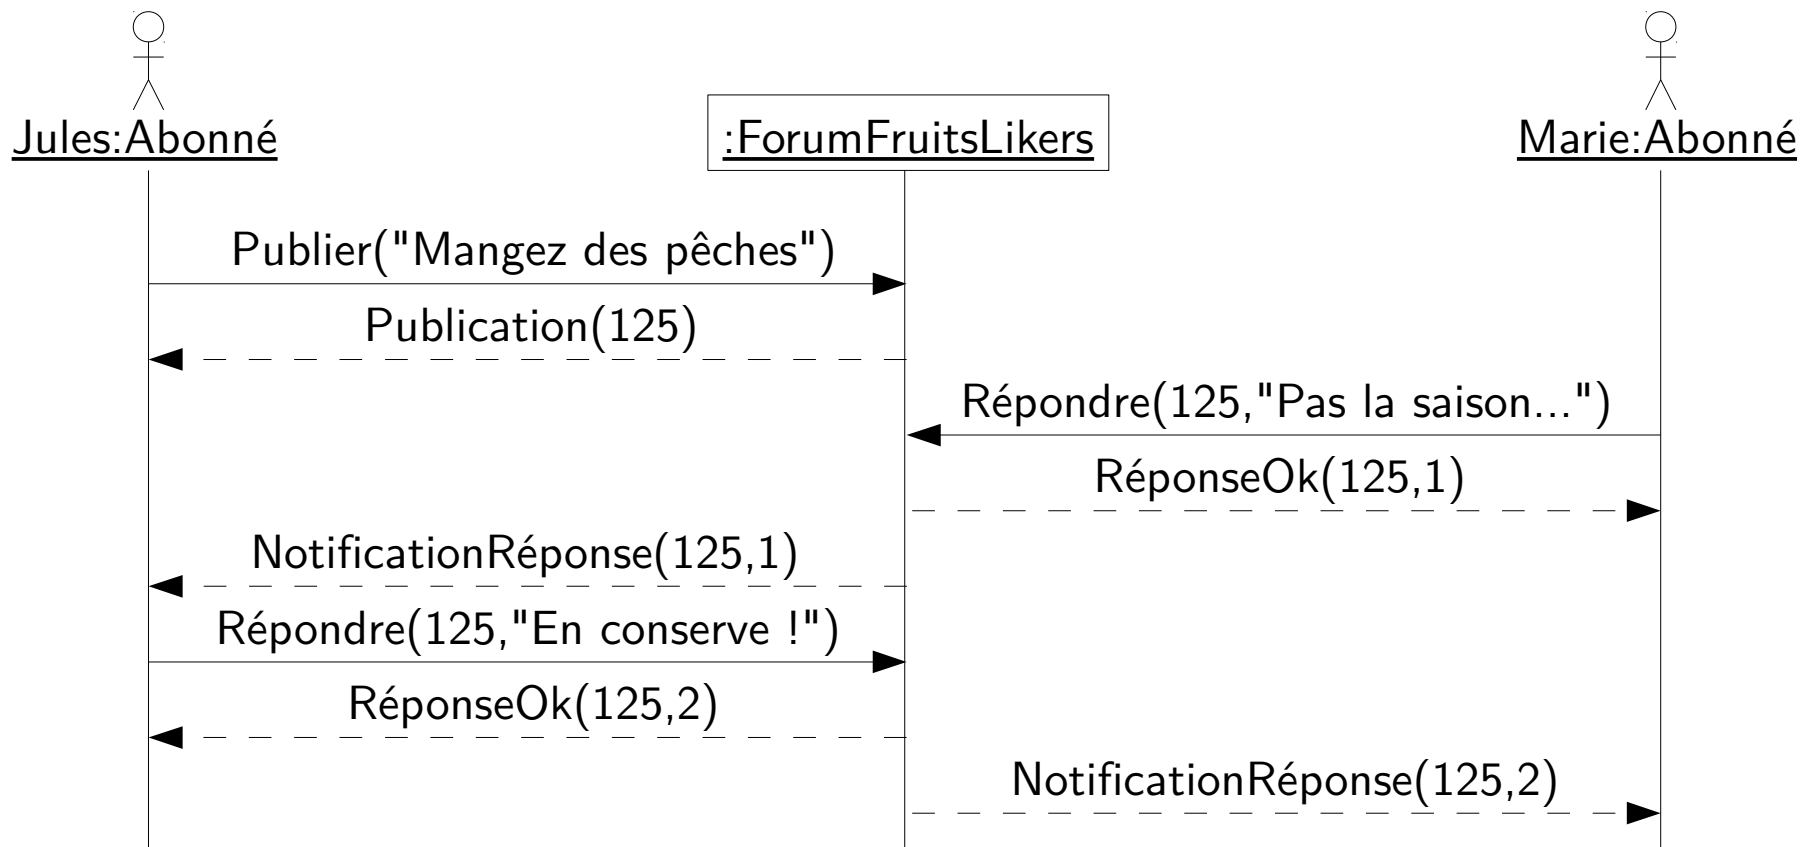 Jules:Abonné
:ForumFruitsLikers
Marie:Abonné
Publier("Mangez des pêches")
Publication(125)
Répondre(125,"Pas la saison...")
RéponseOk(125,1)
NotificationRéponse(125,1)
Répondre(125,"En conserve !")
RéponseOk(125,2)
NotificationRéponse(125,2)